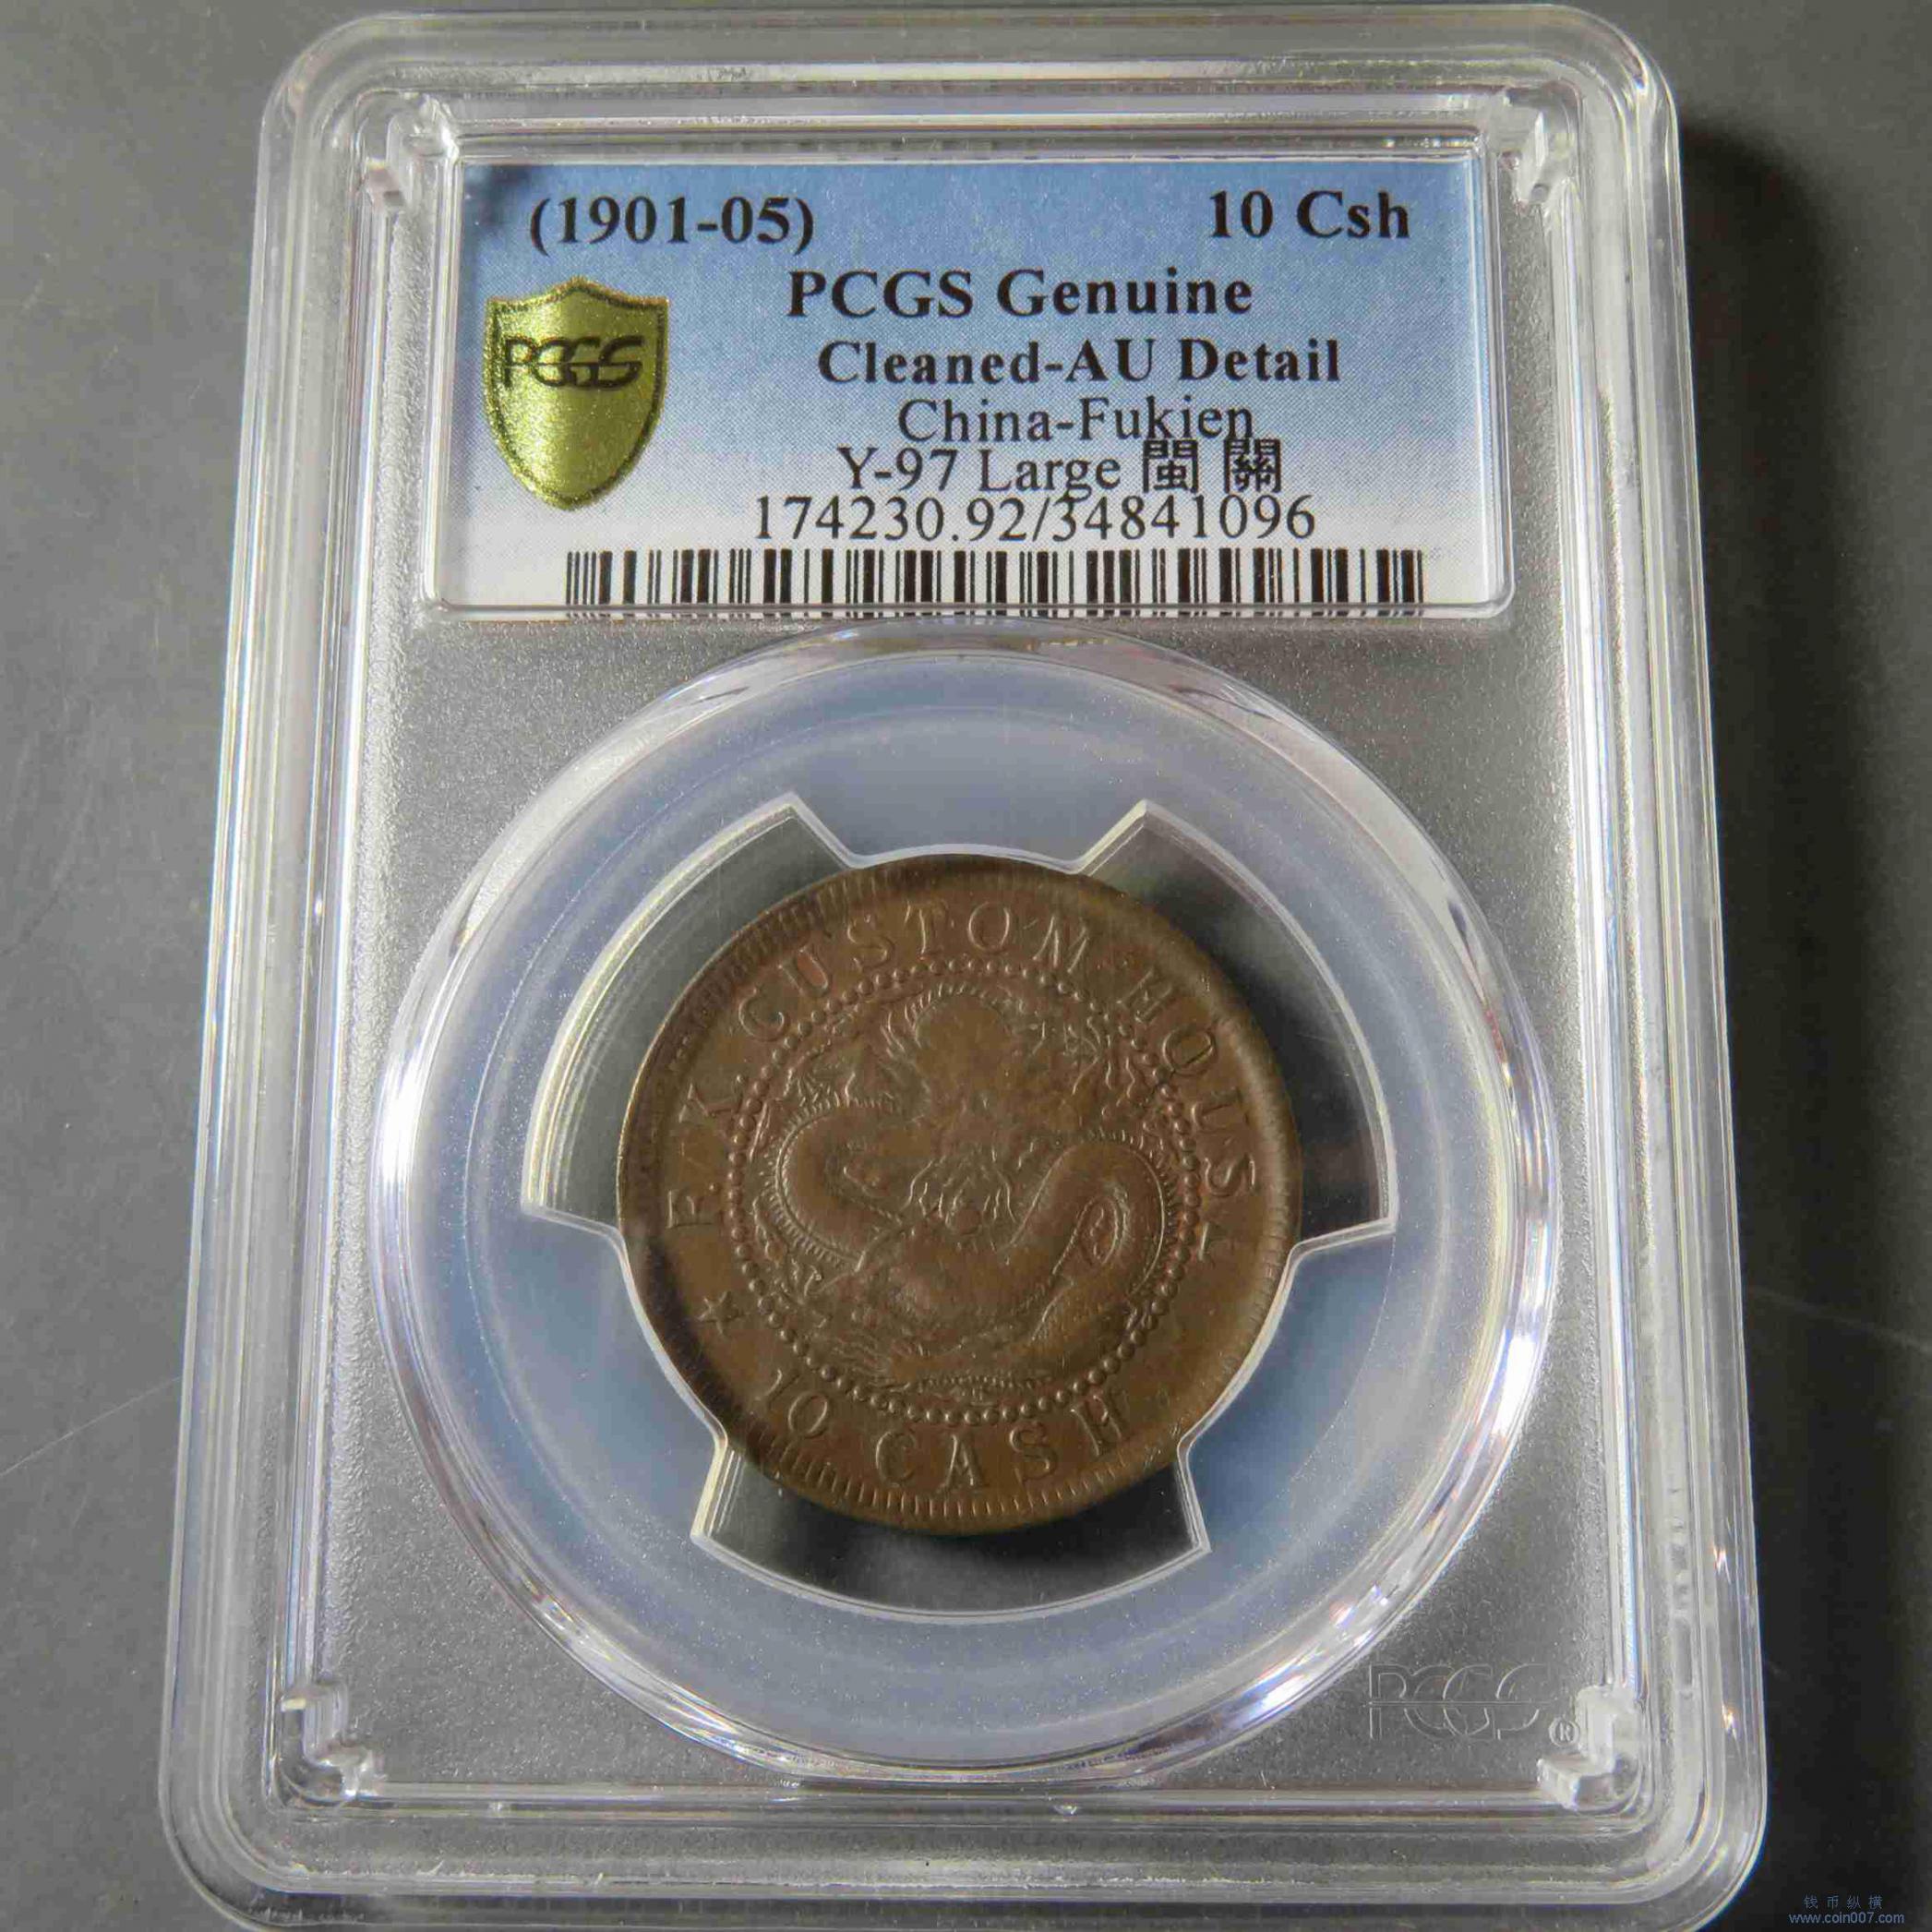 (1901-05) 10 Csh
PCGS Genuine
PCGS
Cleaned-AU Detail
China-Fukien
Y-97 Large 閩 關
174230.92/34841096
F.K. CUSTOM-HOUS
10 CASH
PCGS®
钱币纵横
www.coin007.com